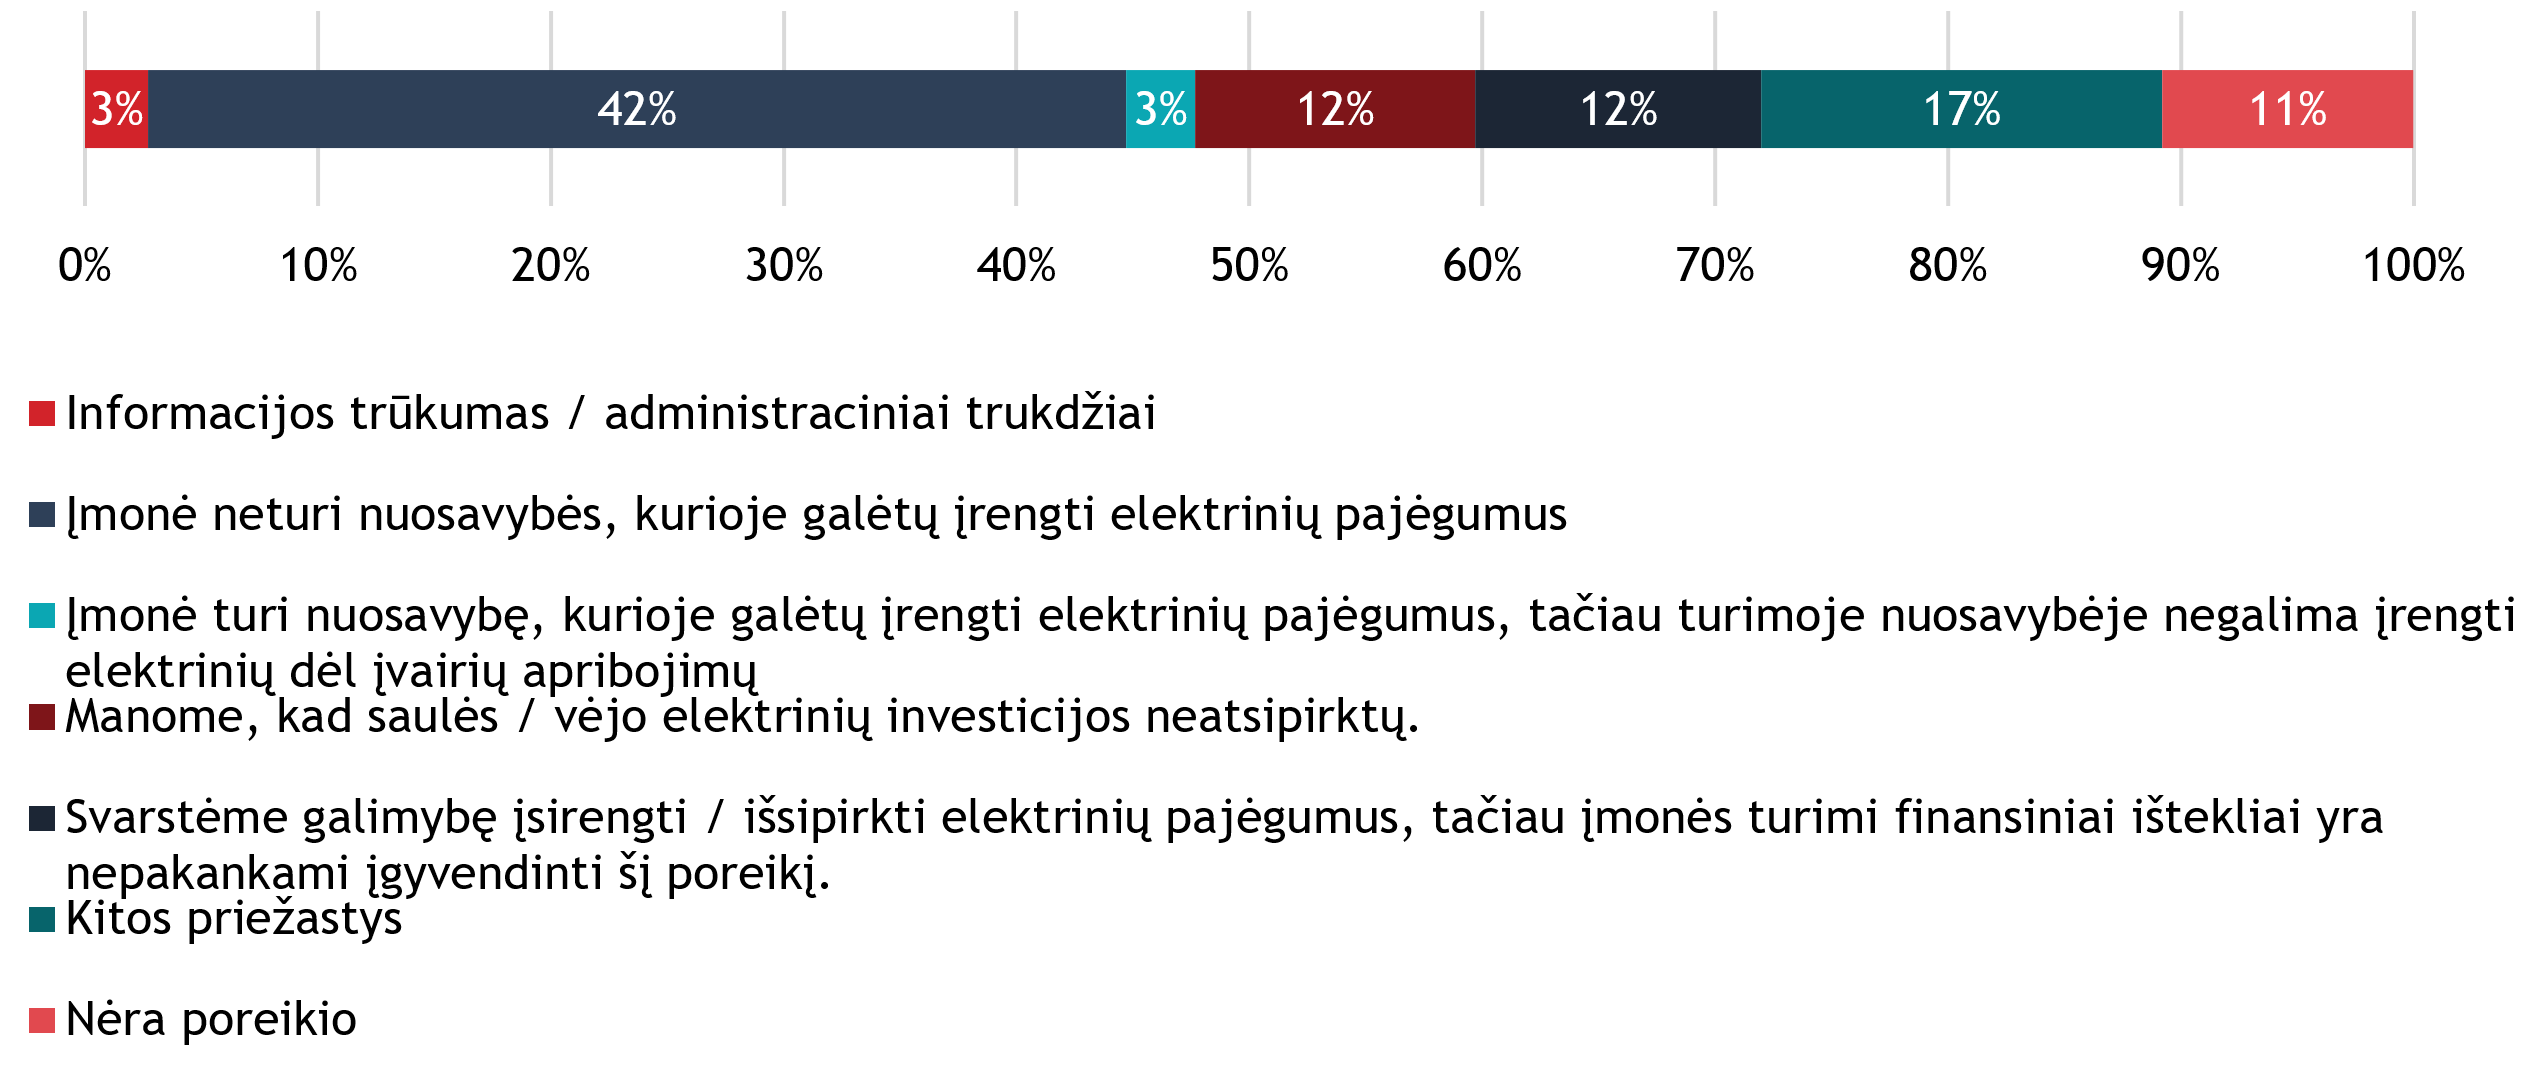 3% 42% 3% 12% 12% 17% 11%
0% 10% 20% 30% 40% 50% 60% 70% 80% 90% 100%
Informacijos trūkumas / administraciniai trukdžiai
Įmonė neturi nuosavybės, kurioje galėtų įrengti elektrinių pajėgumus
Įmonė turi nuosavybę, kurioje galėtų įrengti elektrinių pajėgumus, tačiau turimoje nuosavybėje negalima įrengti
elektrinių dėl įvairių apribojimų
Manome, kad saulės / vėjo elektrinių investicijos neatsipirktų.
Svarstėme galimybę įsirengti / išsipirkti elektrinių pajėgumus, tačiau įmonės turimi finansiniai ištekliai yra
nepakankami įgyvendinti šį poreikį.
Kitos priežastys
Nėra poreikio